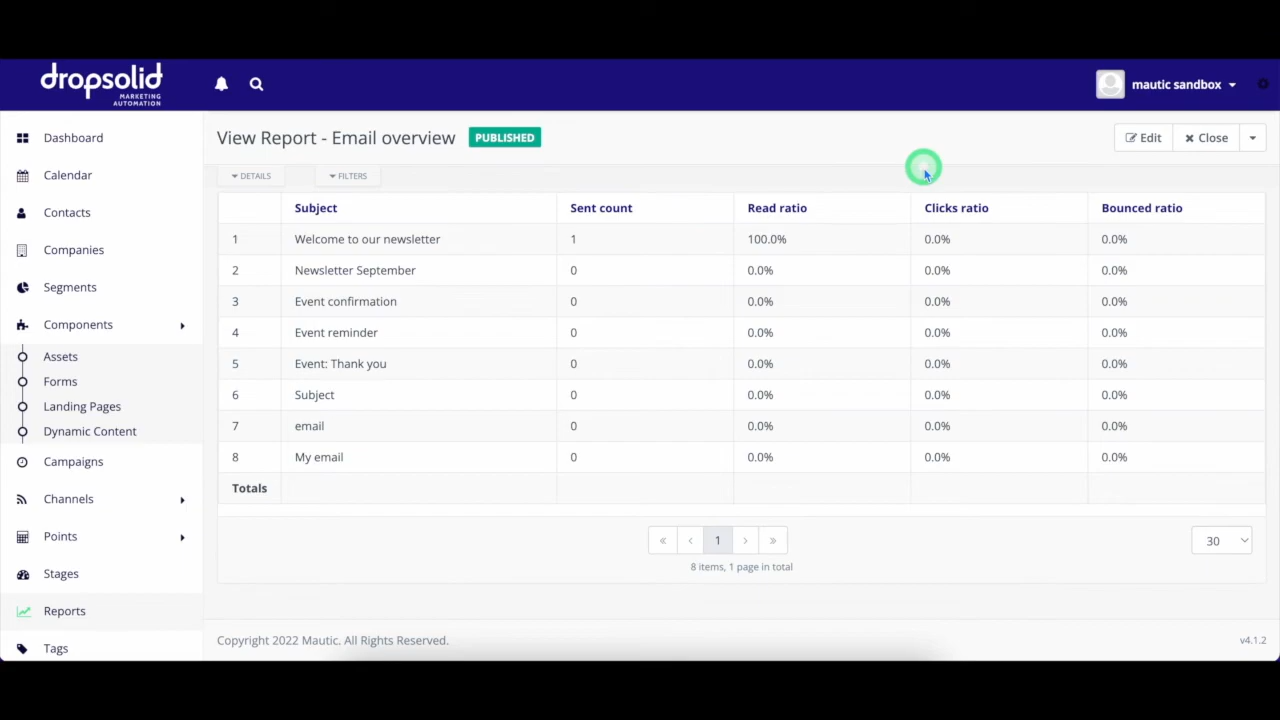 dropsolid
MARKETING
AUTOMATION
mautic sandbox
Dashboard
Calendar
Contacts
Companies
Segments
Components
Assets
Forms
Landing Pages
Dynamic Content
Campaigns
Channels
Points
Stages
Reports
Tags
View Report - Email overview PUBLISHED
Edit Close
DETAILS FILTERS
Subject Sent count Read ratio Clicks ratio Bounced ratio
1 Welcome to our newsletter 1 100.0% 0.0% 0.0%
2 Newsletter September 0 0.0% 0.0% 0.0%
3 Event confirmation 0 0.0% 0.0% 0.0%
4 Event reminder 0 0.0% 0.0% 0.0%
5 Event: Thank you 0 0.0% 0.0% 0.0%
6 Subject 0 0.0% 0.0% 0.0%
7 email 0 0.0% 0.0% 0.0%
8 My email 0 0.0% 0.0% 0.0%
Totals
« ‹ 1 › »
30
8 items, 1 page in total
Copyright 2022 Mautic. All Rights Reserved.
v4.1.2